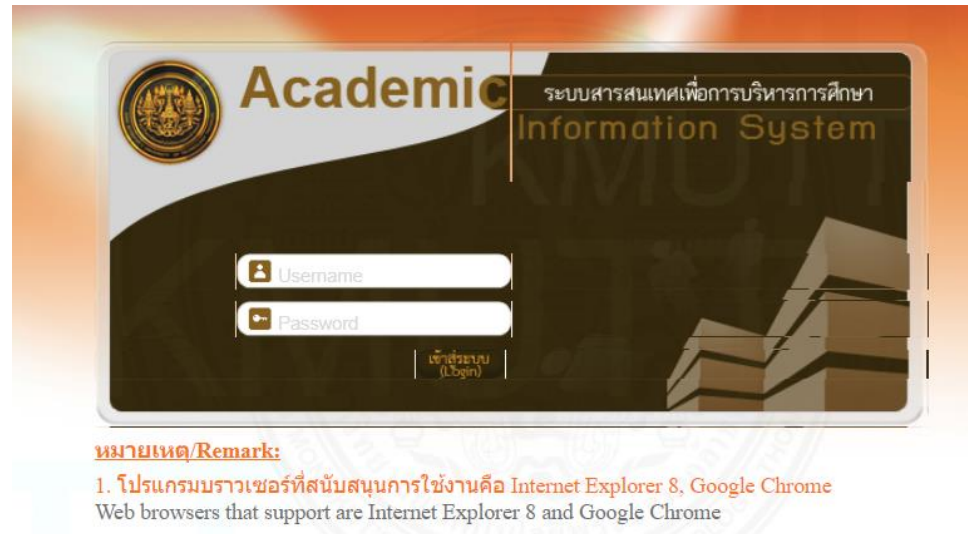 Academic
ระบบสารสนเทศเพื่อการบริหารการศึกษา
Information System
KMUTT
KMUTT
Username
Password
เข้าสู่ระบบ
(Login)
หมายเหตุ/Remark:
1. โปรแกรมบราวเซอร์ที่สนับสนุนการใช้งานคือ Internet Explorer 8, Google Chrome
Web browsers that support are Internet Explorer 8 and Google Chrome